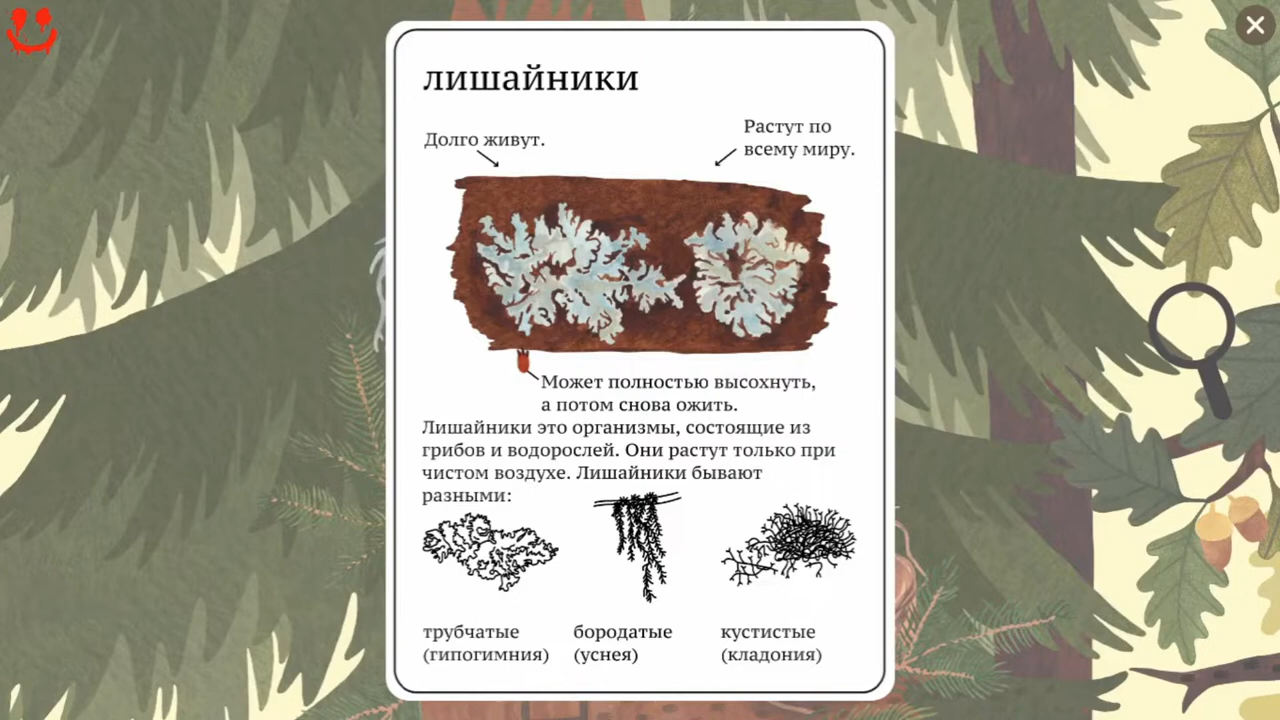 лишайники
Долго живут.
Растут по
всему миру.
Может полностью высохнуть,
а потом снова ожить.
Лишайники это организмы, состоящие из
грибов и водорослей. Они растут только при
чистом воздухе. Лишайники бывают
разными:
трубчатые
(гипогимния)
бородатые
(уснея)
кустистые
(кладония)